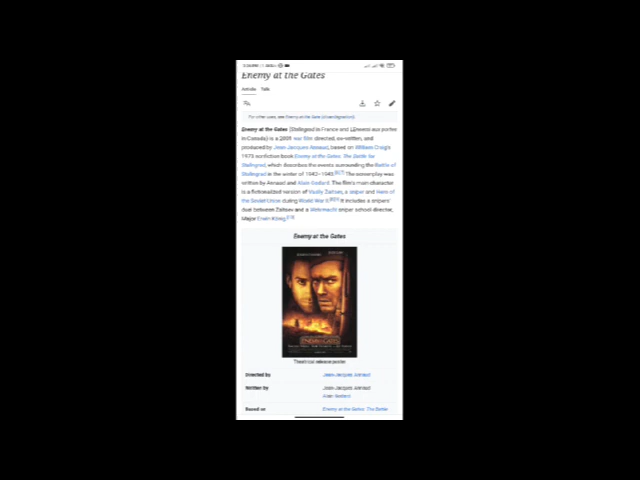 Enemy at the Gates
Article Talk
For other uses, see Enemy at the Gate (disambiguation).
Enemy at the Gates (Stalingrad in France and L'Ennemi aux portes
in Canada) is a 2001 war film directed, co-written, and
produced by Jean-Jacques Annaud, based on William Craig's
1973 nonfiction book Enemy at the Gates: The Battle for
Stalingrad, which describes the events surrounding the Battle of
Stalingrad in the winter of 1942–1943. The screenplay was
written by Annaud and Alain Godard. The film's main character
is a fictionalized version of Vasily Zaitsev, a sniper and Hero of
the Soviet Union during World War II. It includes a snipers'
duel between Zaitsev and a Wehrmacht sniper school director,
Major Erwin König.
Enemy at the Gates
Theatrical release poster
Directed by Jean-Jacques Annaud
Written by Jean-Jacques Annaud
Alain Godard
Based on Enemy at the Gates: The Battle